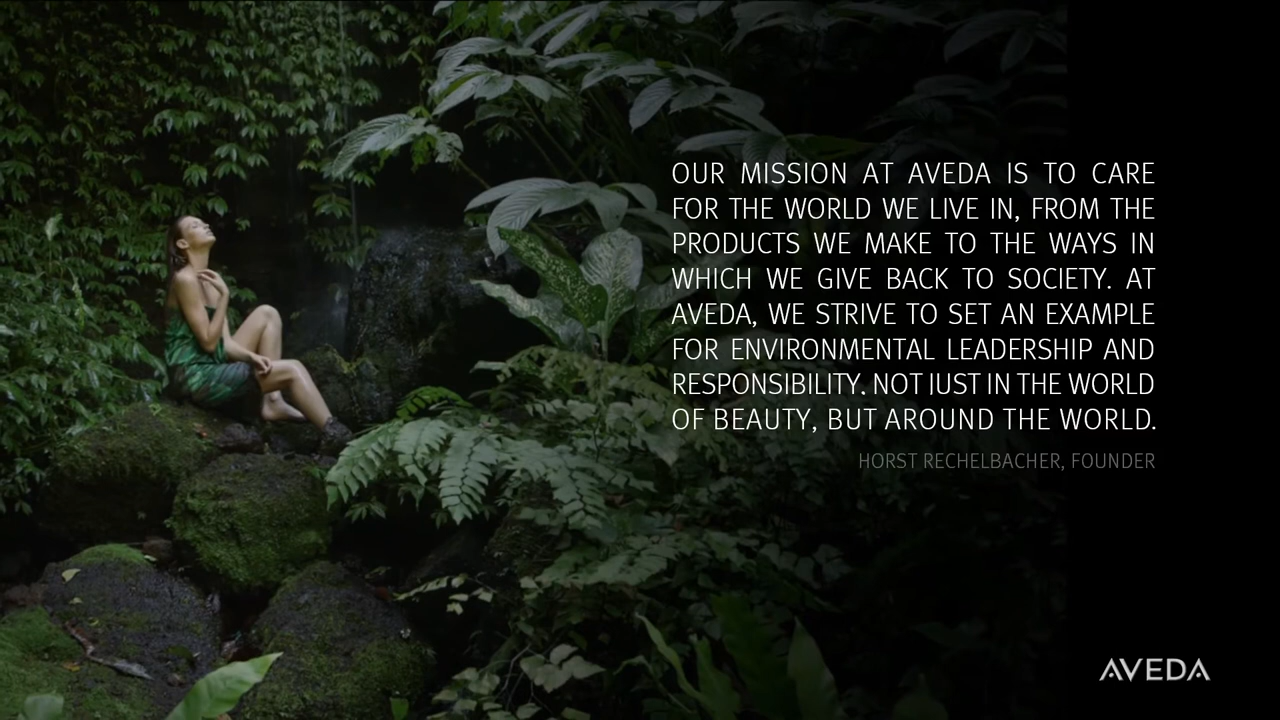 OUR MISSION AT AVEDA IS TO CARE
FOR THE WORLD WE LIVE IN, FROM THE
PRODUCTS WE MAKE TO THE WAYS IN
WHICH WE GIVE BACK TO SOCIETY. AT
AVEDA, WE STRIVE TO SET AN EXAMPLE
FOR ENVIRONMENTAL LEADERSHIP AND
RESPONSIBILITY, NOT JUST IN THE WORLD
OF BEAUTY, BUT AROUND THE WORLD.
HORST RECHELBACHER, FOUNDER
AVEDA